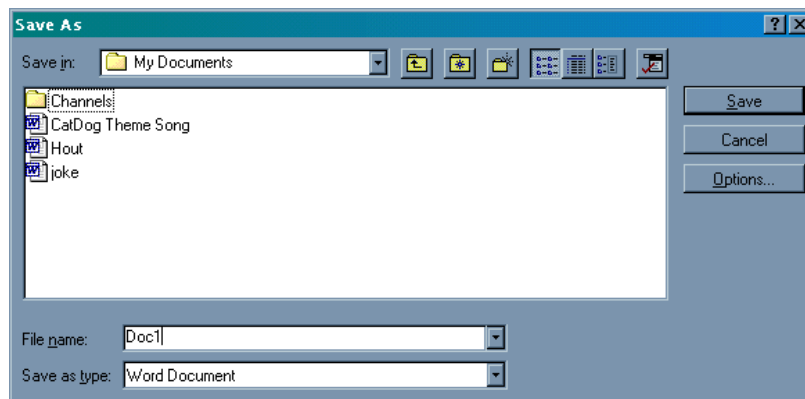 Save As
Save in: My Documents
Channels
CatDog Theme Song
Hout
joke
Save
Cancel
Options...
File name: Doc1
Save as type: Word Document